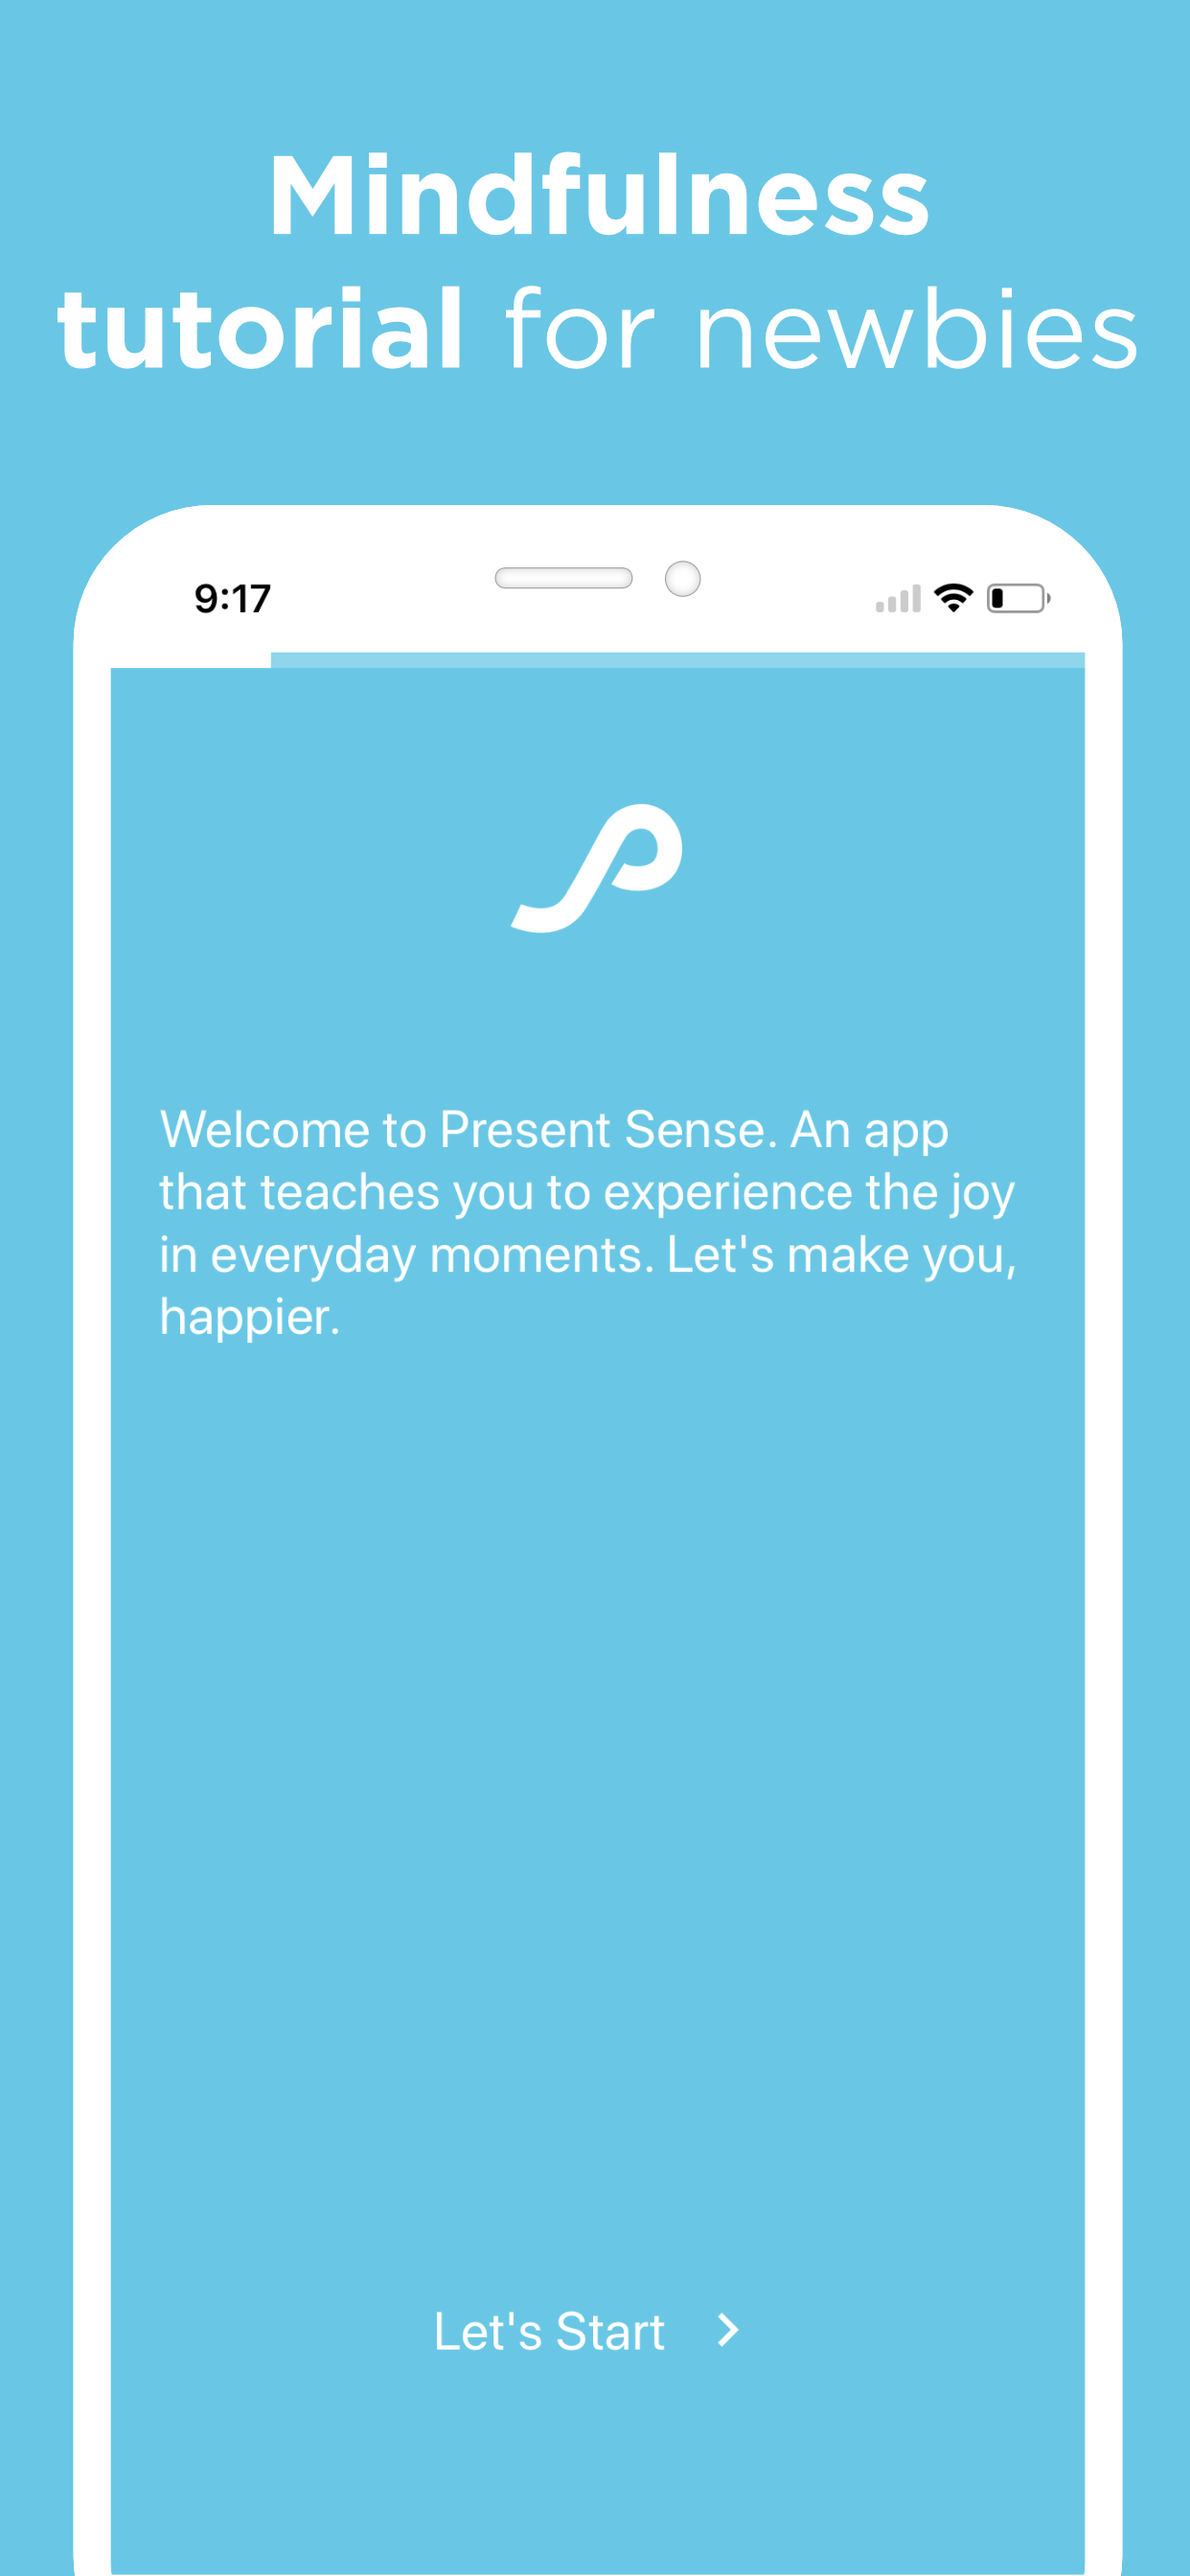 Mindfulness
tutorial for newbies
9:17
Welcome to Present Sense. An app
that teaches you to experience the joy
in everyday moments. Let's make you,
happier.
Let's Start